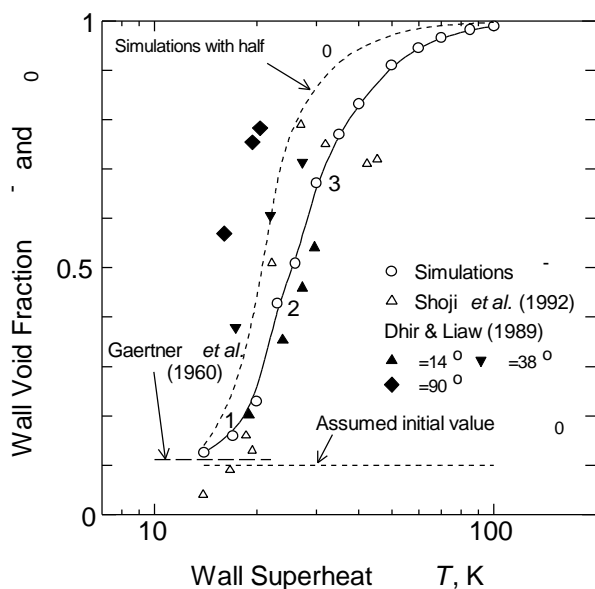 1
Simulations with half
0
Wall Void Fraction - and 0
3
0.5
Simulations -
Shoji et al. (1992)
2
Dhir & Liaw (1989)
Gaertner et al.
(1960)
=14 o
=38 o
=90 o
1
Assumed initial value 0
0
10
100
Wall Superheat T, K